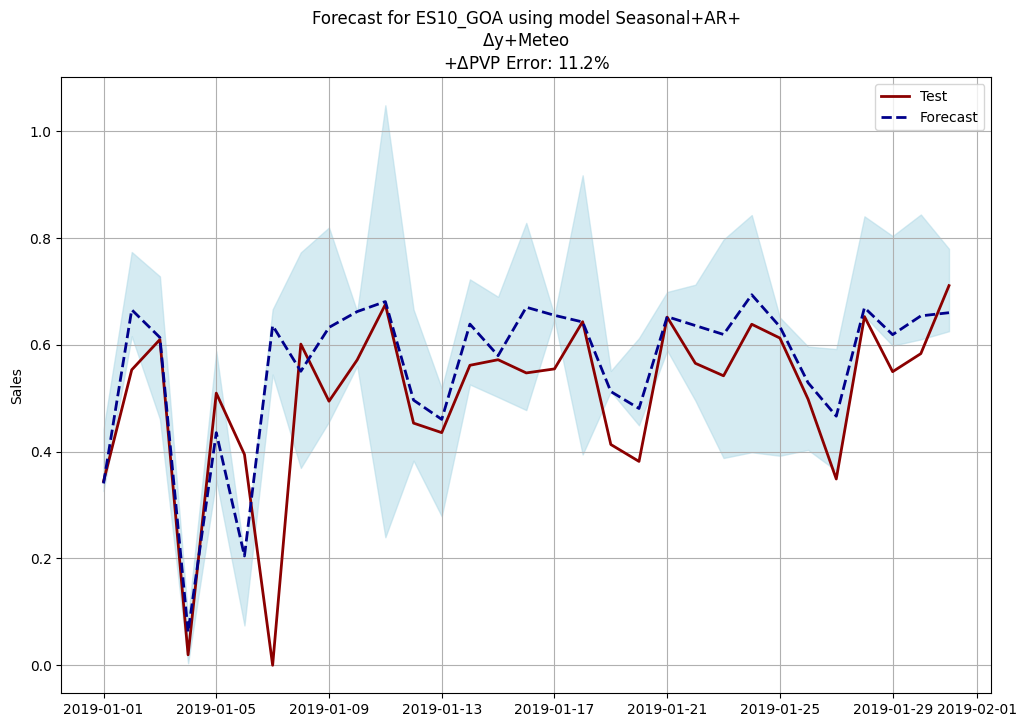 Forecast for ES10_GOA using model Seasonal+AR+
Δy+Meteo
+ΔPVP Error: 11.2%
Test
Forecast
Sales
1.0
0.8
0.6
0.4
0.2
0.0
2019-01-01 2019-01-05 2019-01-09 2019-01-13 2019-01-17 2019-01-21 2019-01-25 2019-01-29 2019-02-01